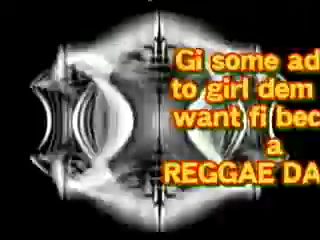 Gi some ad
to girl dem
want fi bec
a
REGGAE DA